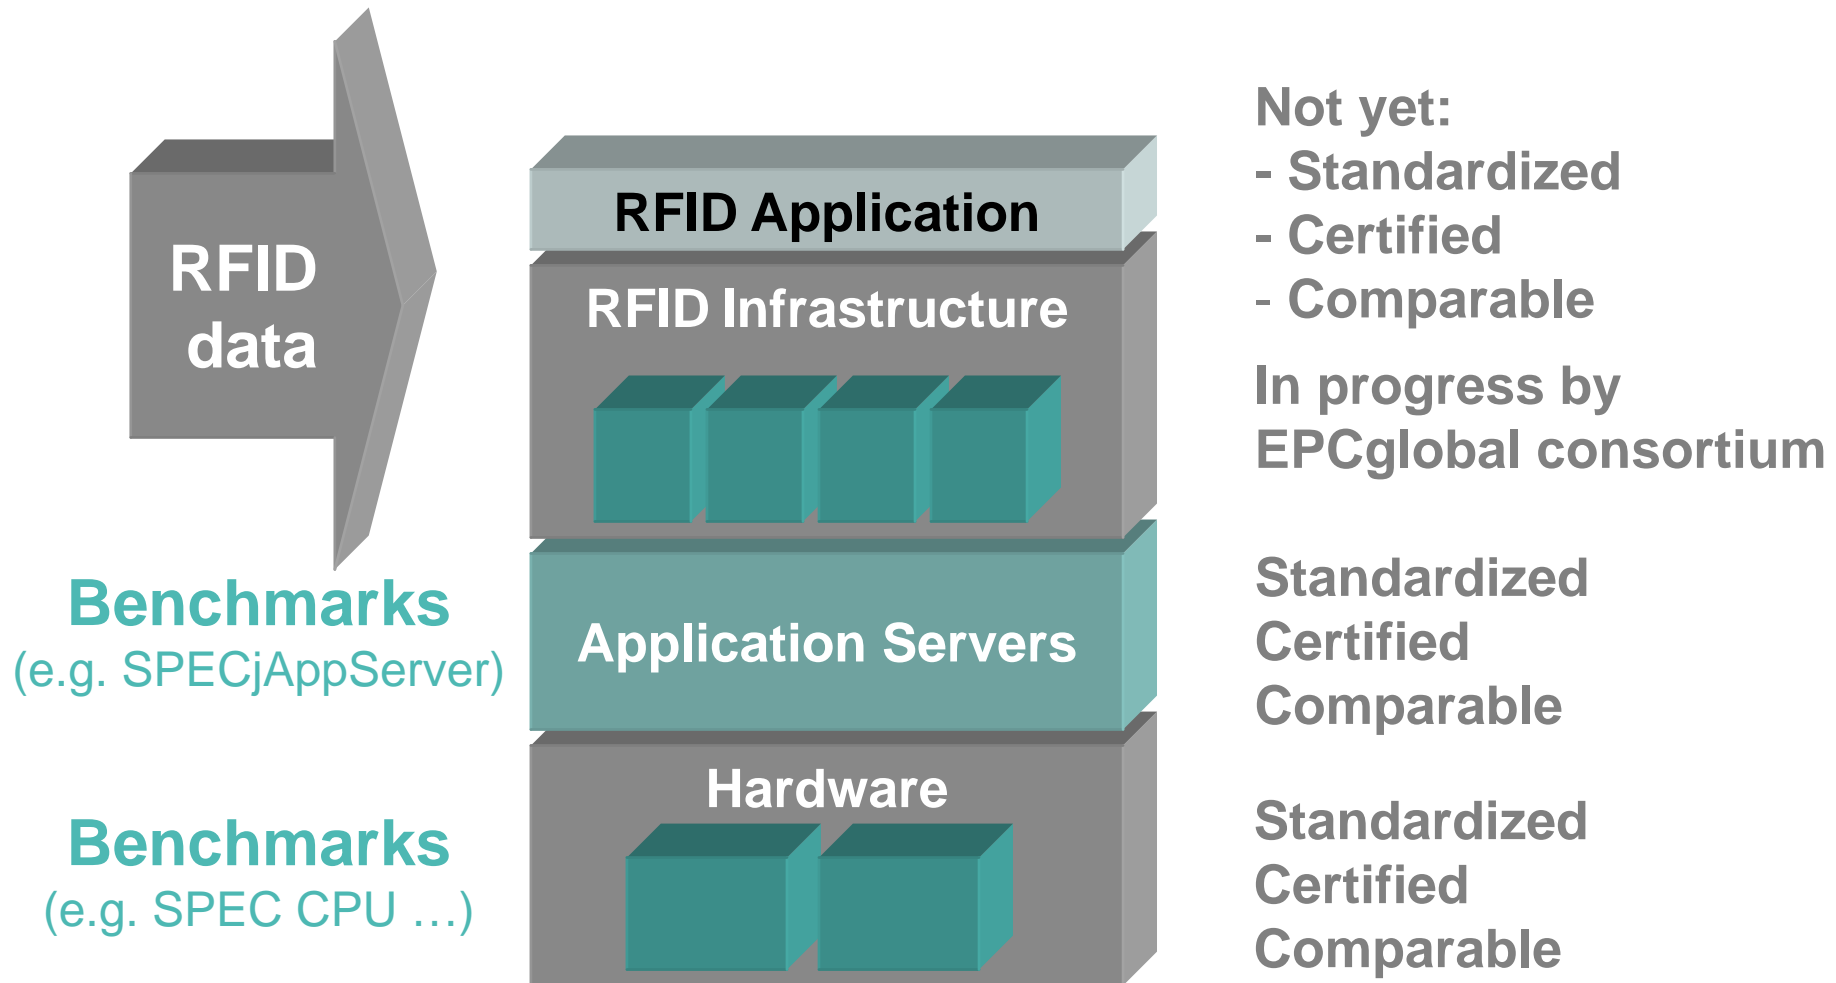 RFID
data
Benchmarks
(e.g. SPECjAppServer)
Benchmarks
(e.g. SPEC CPU …)
RFID Application
RFID Infrastructure
Application Servers
Hardware
Not yet:
- Standardized
- Certified
- Comparable
In progress by
EPCglobal consortium
Standardized
Certified
Comparable
Standardized
Certified
Comparable